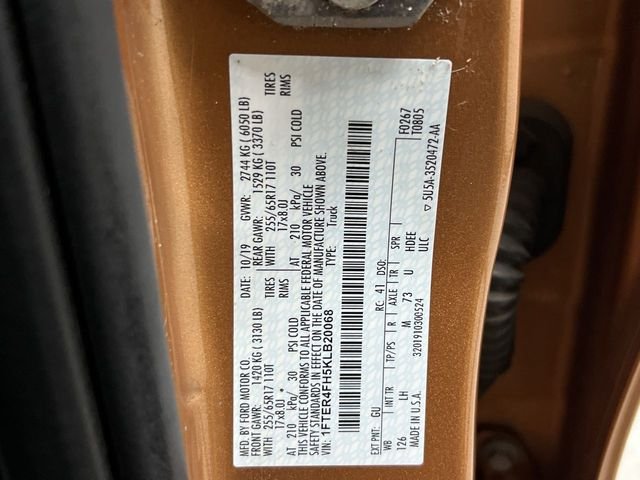 MFD. BY FORD MOTOR CO. DATE: 10/19 GVWR: 2744 KG (6050 LB)
FRONT GAWR: 1420 KG (3130 LB) REAR GAWR: 1529 KG (3370 LB)
WITH 255/65R17 110T TIRES WITH 255/65R17 110T TIRES
17x8.0J * RIMS 17x8.0J RIMS
AT 210 kPa/ 30 PSI COLD AT 210 kPa/ 30 PSI COLD
THIS VEHICLE CONFORMS TO ALL APPLICABLE FEDERAL MOTOR VEHICLE
SAFETY STANDARDS IN EFFECT ON THE DATE OF MANUFACTURE SHOWN ABOVE.
VIN: 1FTER4FH5KLB20068 TYPE: Truck
F0267
T0805
EXT PNT: GU RC: 41 DSO:
WB INT TR TP/PS R AXLE TR SPR
126 LH M 73 U HDEE
ULC
MADE IN U.S.A. 3201910300524
5U5A-3520472-AA